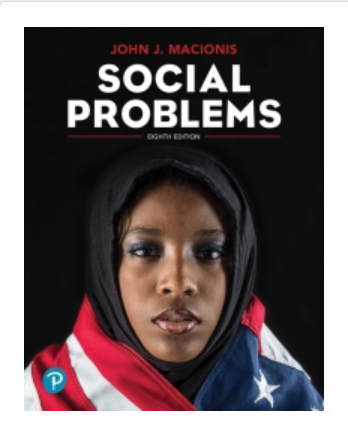 JOHN J. MACIONIS
SOCIAL
PROBLEMS
EIGHTH EDITION
P